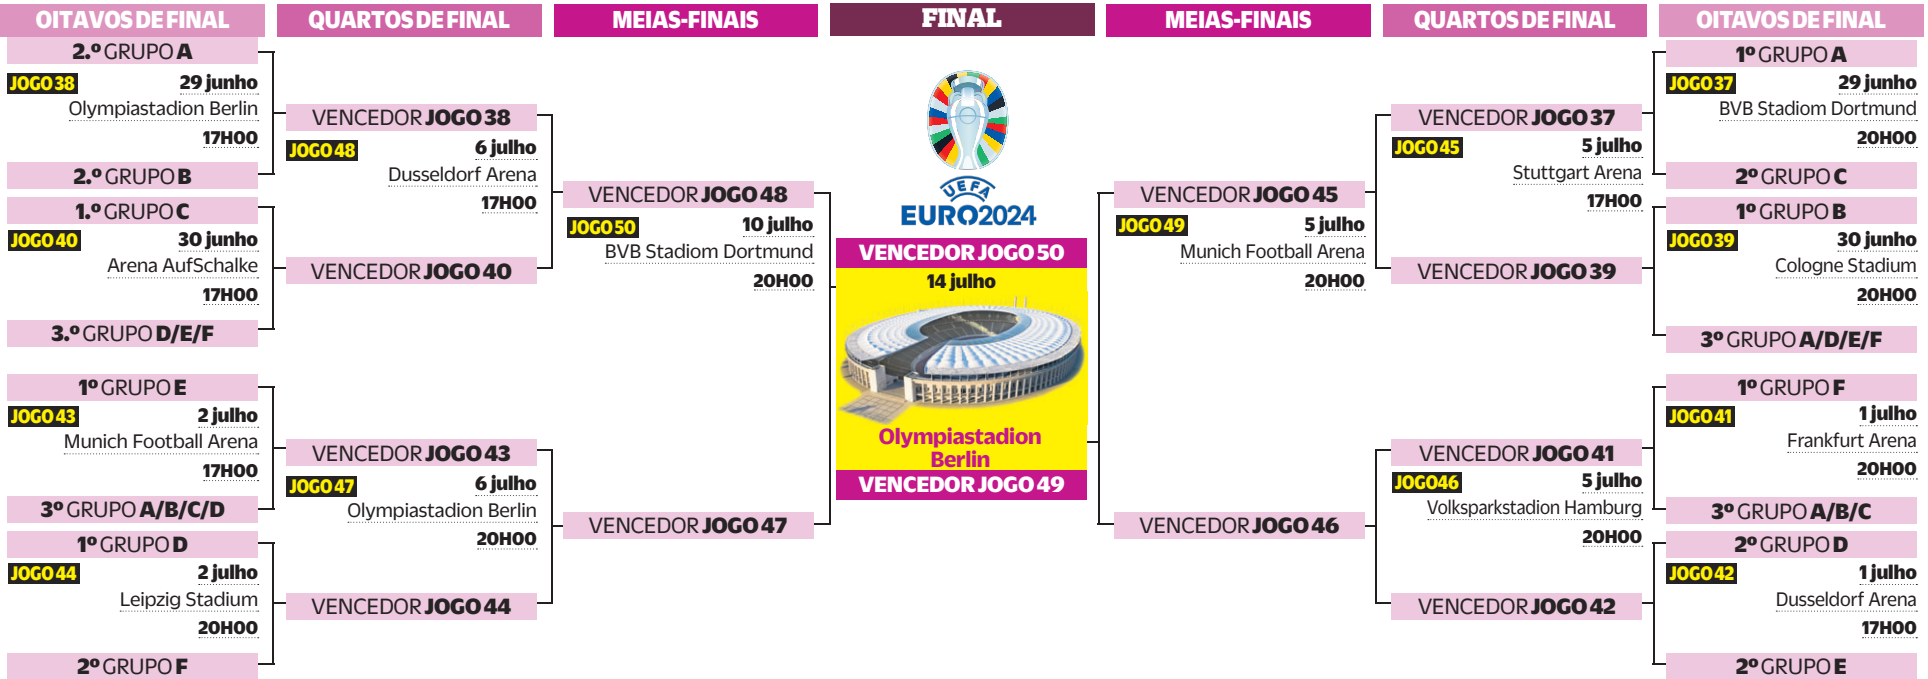 OITAVOS DE FINAL
2.º GRUPO A
JOGO 38 29 junho
Olympiastadion Berlin
17H00
2.º GRUPO B
1.º GRUPO C
JOGO 40 30 junho
Arena AufSchalke
17H00
3.º GRUPO D/E/F
1º GRUPO E
JOGO 43 2 julho
Munich Football Arena
17H00
3º GRUPO A/B/C/D
1º GRUPO D
JOGO 44 2 julho
Leipzig Stadium
20H00
2º GRUPO F
QUARTOS DE FINAL
VENCEDOR JOGO 38
JOGO 48 6 julho
Dusseldorf Arena
17H00
VENCEDOR JOGO 40
VENCEDOR JOGO 43
JOGO 47 6 julho
Olympiastadion Berlin
20H00
VENCEDOR JOGO 44
MEIAS-FINAIS
VENCEDOR JOGO 48
JOGO 50 10 julho
BVB Stadiom Dortmund
20H00
VENCEDOR JOGO 47
FINAL
UEFA
EURO2024
VENCEDOR JOGO 50
14 julho
Olympiastadion
Berlin
VENCEDOR JOGO 49
MEIAS-FINAIS
VENCEDOR JOGO 45
JOGO 49 5 julho
Munich Football Arena
20H00
VENCEDOR JOGO 46
QUARTOS DE FINAL
VENCEDOR JOGO 37
JOGO 45 5 julho
Stuttgart Arena
17H00
VENCEDOR JOGO 39
VENCEDOR JOGO 41
JOGO46 5 julho
Volksparkstadion Hamburg
20H00
VENCEDOR JOGO 42
OITAVOS DE FINAL
1º GRUPO A
JOGO 37 29 junho
BVB Stadiom Dortmund
20H00
2º GRUPO C
1º GRUPO B
JOGO 39 30 junho
Cologne Stadium
20H00
3º GRUPO A/D/E/F
1º GRUPO F
JOGO 41 1 julho
Frankfurt Arena
20H00
3º GRUPO A/B/C
2º GRUPO D
JOGO 42 1 julho
Dusseldorf Arena
17H00
2º GRUPO E